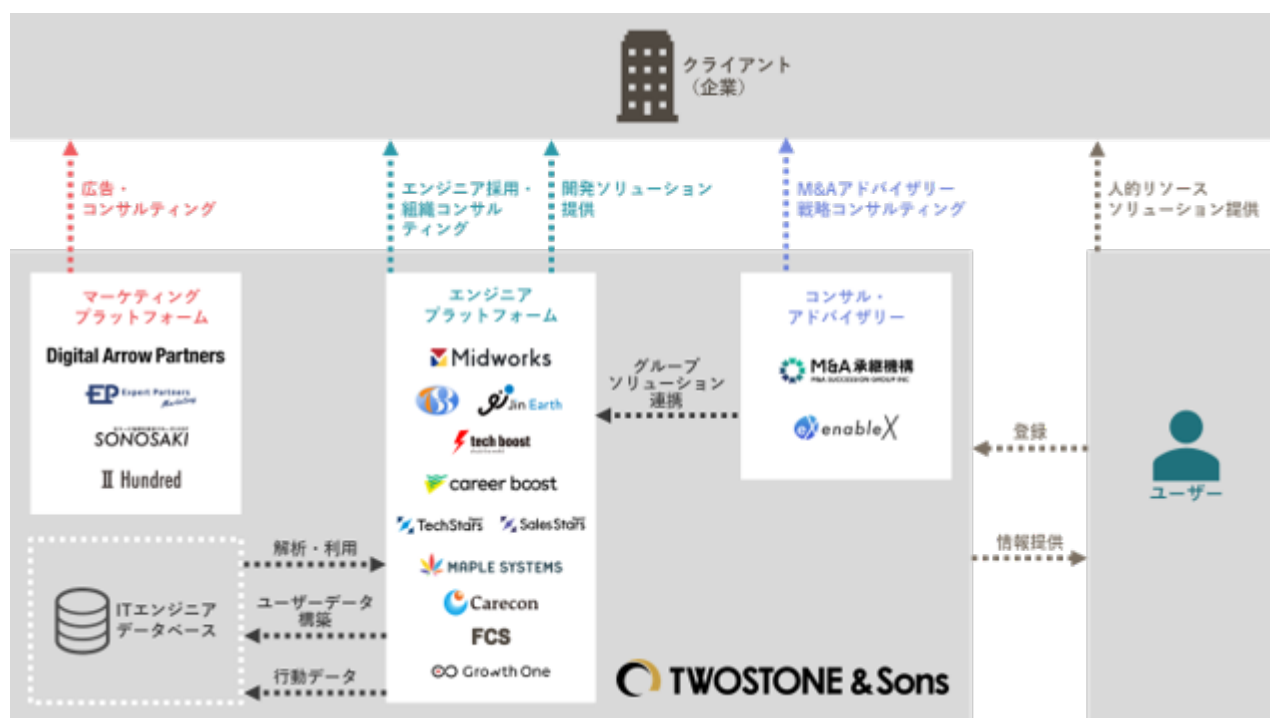 クライアント
（企業）
広告・
コンサルティング
エンジニア採用・
組織コンサル
ティング
開発ソリューション
提供
M&Aアドバイザリー
戦略コンサルティング
人的リソース
ソリューション提供
マーケティング
プラットフォーム
Digital Arrow Partners
EP Expert Partners
Marketing
SONOSAKI
II Hundred
エンジニア
プラットフォーム
Midworks
Jin Earth
tech boost
career boost
TechStars
SalesStars
MAPLE SYSTEMS
Carecon
FCS
Growth One
コンサル・
アドバイザリー
M&A承継機構
M&A SUCCESSION GROUP INC
eX enableX
グループ
ソリューション
連携
登録
情報提供
ユーザー
ITエンジニア
データベース
解析・利用
ユーザーデータ
構築
行動データ
TWOSTONE & Sons